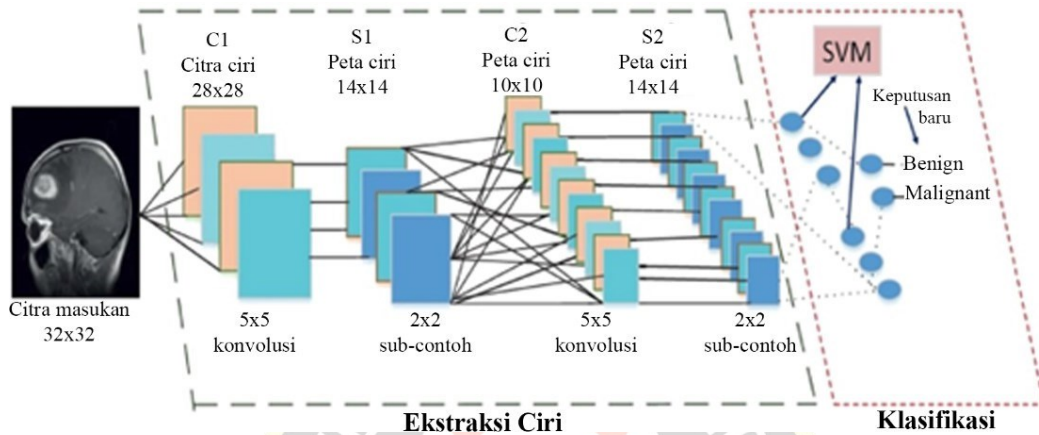 C1
Citra ciri
28x28
S1
Peta ciri
14x14
C2
Peta ciri
10x10
S2
Peta ciri
14x14
SVM
Keputusan
baru
Benign
Malignant
Citra masukan
32x32
5x5
konvolusi
2x2
sub-contoh
5x5
konvolusi
2x2
sub-contoh
Ekstraksi Ciri
Klasifikasi